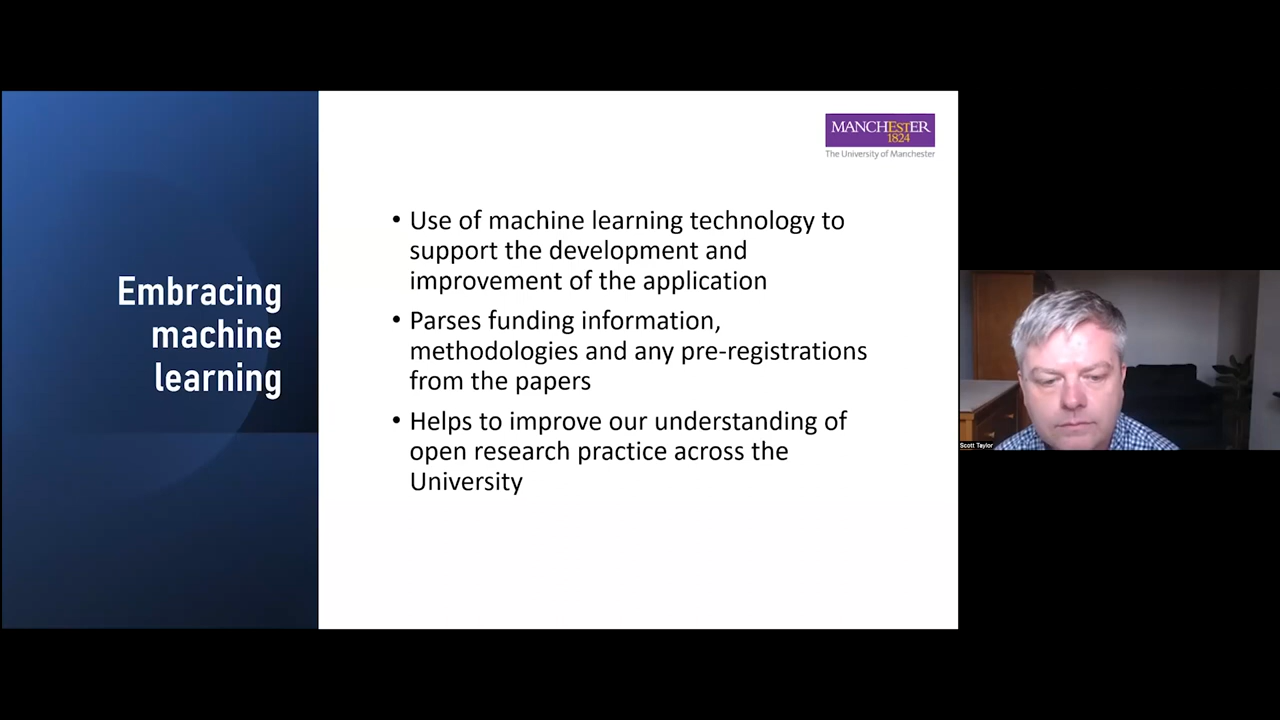 Embracing
machine
learning
MANCHESTER
1824
The University of Manchester
• Use of machine learning technology to
support the development and
improvement of the application
• Parses funding information,
methodologies and any pre-registrations
from the papers
• Helps to improve our understanding of
open research practice across the
University
Scott Taylor